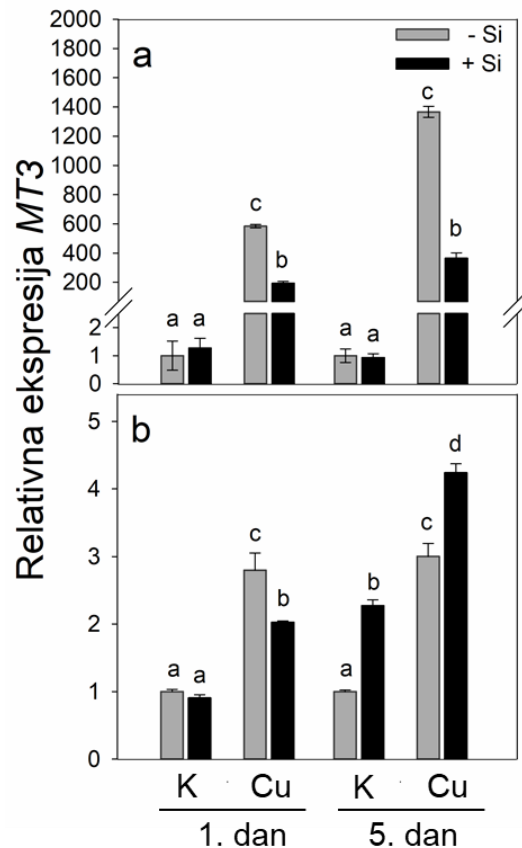 Relativna ekspresija MT3
a
- Si
+ Si
2000
1800
1600
1400
1200
1000
800
600
400
200
2
1
0
a a c b a a c b
b
5
4
3
2
1
0
a a c b a b c d
K Cu K Cu
1. dan 5. dan